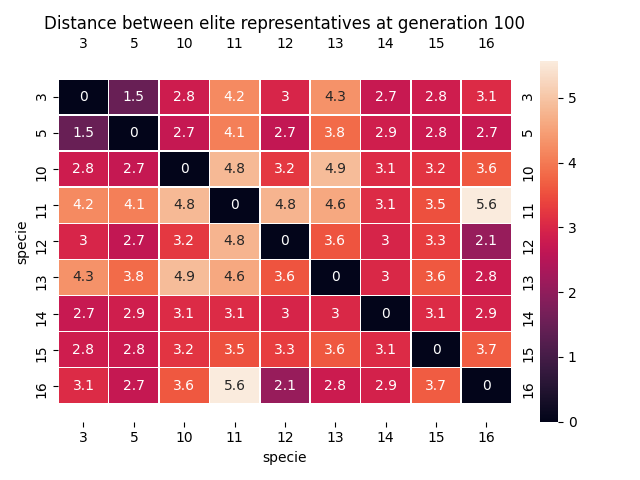 Distance between elite representatives at generation 100
3 5 10 11 12 13 14 15 16
3 0 1.5 2.8 4.2 3 4.3 2.7 2.8 3.1 3
5 1.5 0 2.7 4.1 2.7 3.8 2.9 2.8 2.7 5
10 2.8 2.7 0 4.8 3.2 4.9 3.1 3.2 3.6 10
11 4.2 4.1 4.8 0 4.8 4.6 3.1 3.5 5.6 11
12 3 2.7 3.2 4.8 0 3.6 3 3.3 2.1 12
13 4.3 3.8 4.9 4.6 3.6 0 3 3.6 2.8 13
14 2.7 2.9 3.1 3.1 3 3 0 3.1 2.9 14
15 2.8 2.8 3.2 3.5 3.3 3.6 3.1 0 3.7 15
16 3.1 2.7 3.6 5.6 2.1 2.8 2.9 3.7 0 16
3 5 10 11 12 13 14 15 16
specie
specie
5
4
3
2
1
0